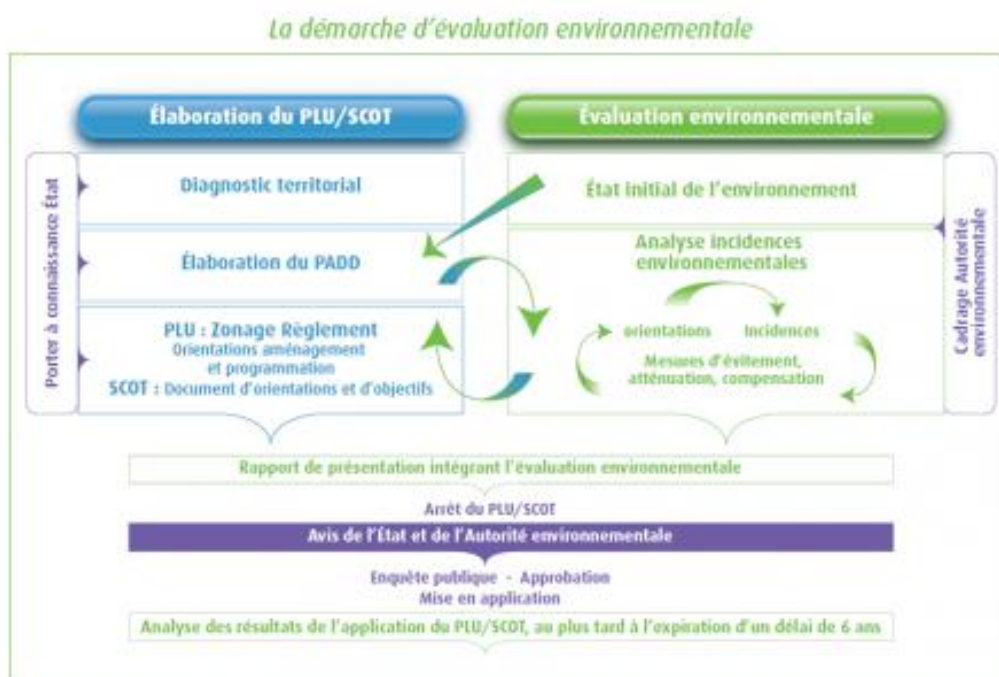 La démarche d'évaluation environnementale
Élaboration du PLU/SCOT
Évaluation environnementale
Porter à connaissance État
Diagnostic territorial
État initial de l'environnement
Cadrage Autorité
environnementale
Élaboration du PADD
Analyse incidences
environnementales
PLU : Zonage Règlement
Orientations aménagement
et programmation
SCOT : Document d'orientations et d'objectifs
orientations
Incidences
Mesures d'évitement,
atténuation, compensation
Rapport de présentation intégrant l'évaluation environnementale
Arrêt du PLU/SCOT
Avis de l'État et de l'Autorité environnementale
Enquête publique - Approbation
Mise en application
Analyse des résultats de l'application du PLU/SCOT, au plus tard à l'expiration d'un délai de 6 ans